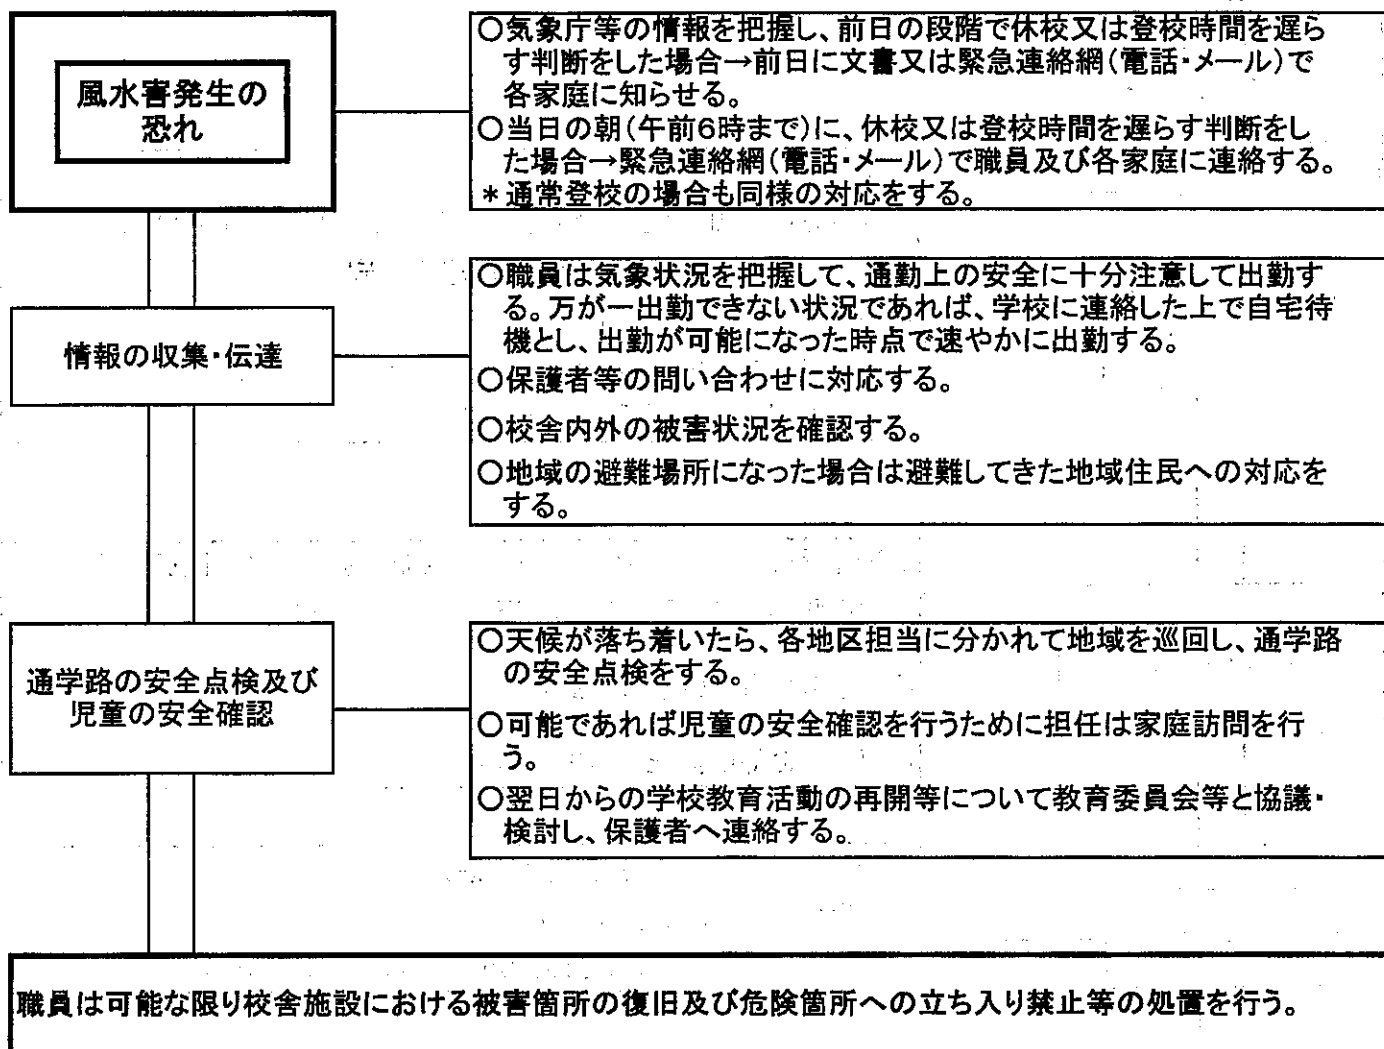 風水害発生の
恐れ
○気象庁等の情報を把握し、前日の段階で休校又は登校時間を遅ら
す判断をした場合→前日に文書又は緊急連絡網(電話・メール)で
各家庭に知らせる。
○当日の朝(午前6時まで)に、休校又は登校時間を遅らす判断をし
た場合→緊急連絡網(電話・メール)で職員及び各家庭に連絡する。
*通常登校の場合も同様の対応をする。
情報の収集・伝達
○職員は気象状況を把握して、通勤上の安全に十分注意して出勤す
る。万が一出勤できない状況であれば、学校に連絡した上で自宅待
機とし、出勤が可能になった時点で速やかに出勤する。
○保護者等の問い合わせに対応する。
○校舎内外の被害状況を確認する。
○地域の避難場所になった場合は避難してきた地域住民への対応を
する。
通学路の安全点検及び
児童の安全確認
○天候が落ち着いたら、各地区担当に分かれて地域を巡回し、通学路
の安全点検をする。
○可能であれば児童の安全確認を行うために担任は家庭訪問を行
う。
○翌日からの学校教育活動の再開等について教育委員会等と協議・
検討し、保護者へ連絡する。
職員は可能な限り校舎施設における被害箇所の復旧及び危険箇所への立ち入り禁止等の処置を行う。